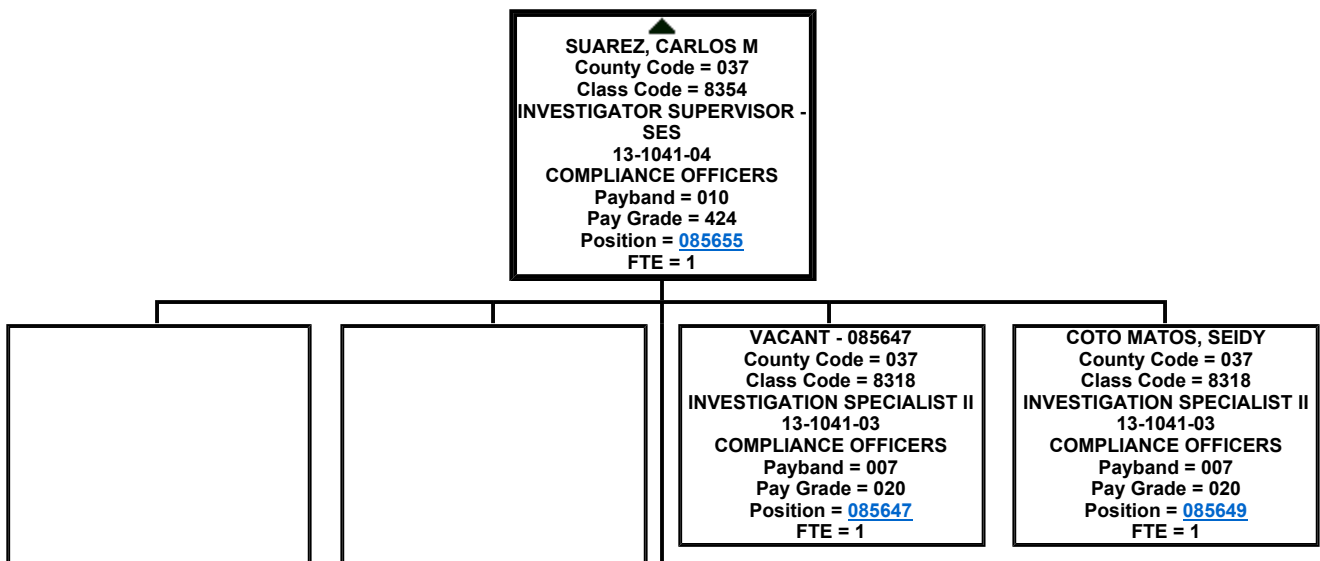 SUAREZ, CARLOS M
County Code = 037
Class Code = 8354
INVESTIGATOR SUPERVISOR -
SES
13-1041-04
COMPLIANCE OFFICERS
Payband = 010
Pay Grade = 424
Position = 085655
FTE = 1
VACANT - 085647
County Code = 037
Class Code = 8318
INVESTIGATION SPECIALIST II
13-1041-03
COMPLIANCE OFFICERS
Payband = 007
Pay Grade = 020
Position = 085647
FTE = 1
COTO MATOS, SEIDY
County Code = 037
Class Code = 8318
INVESTIGATION SPECIALIST II
13-1041-03
COMPLIANCE OFFICERS
Payband = 007
Pay Grade = 020
Position = 085649
FTE = 1